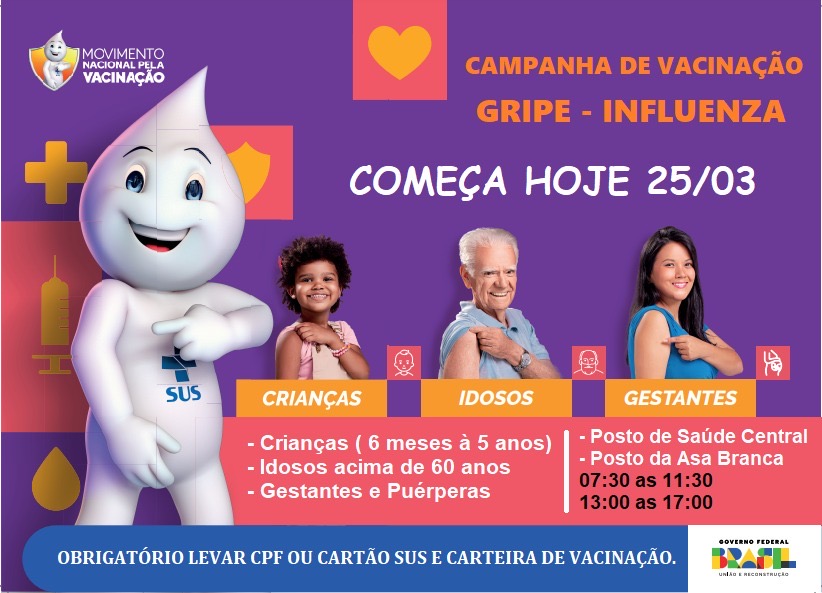 MOVIMENTO
NACIONAL PELA
VACINAÇÃO
CAMPANHA DE VACINAÇÃO
GRIPE - INFLUENZA
COMEÇA HOJE 25/03
SUS
CRIANÇAS
IDOSOS
GESTANTES
- Crianças ( 6 meses à 5 anos)
- Idosos acima de 60 anos
- Gestantes e Puérperas
- Posto de Saúde Central
- Posto da Asa Branca
07:30 as 11:30
13:00 as 17:00
OBRIGATÓRIO LEVAR CPF OU CARTÃO SUS E CARTEIRA DE VACINAÇÃO.
GOVERNO FEDERAL
BRASIL
UNIÃO E RECONSTRUÇÃO